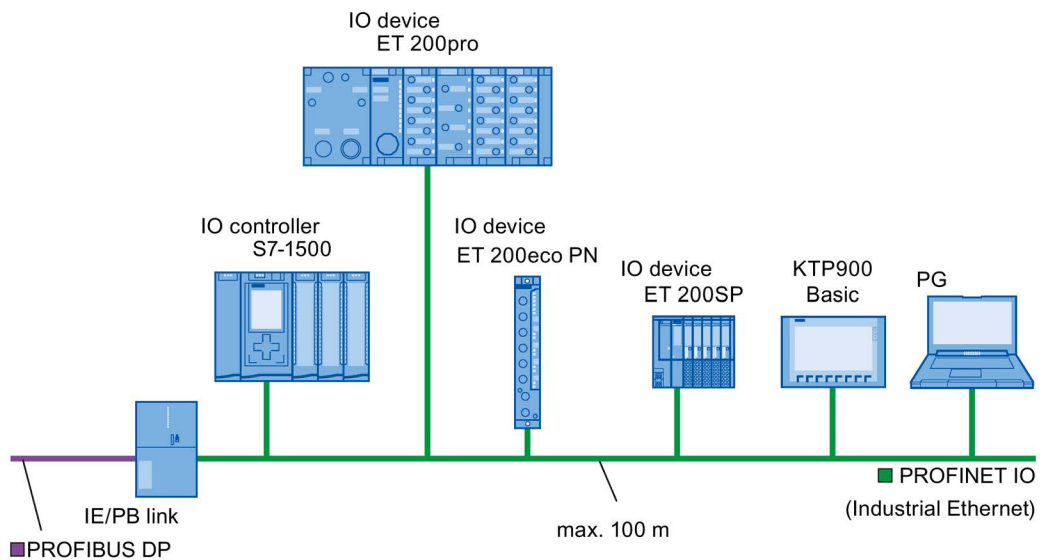 IO device
ET 200pro
IO controller
S7-1500
IO device
ET 200eco PN
IO device
ET 200SP
KTP900
Basic
PG
IE/PB link
PROFIBUS DP
max. 100 m
PROFINET IO
(Industrial Ethernet)